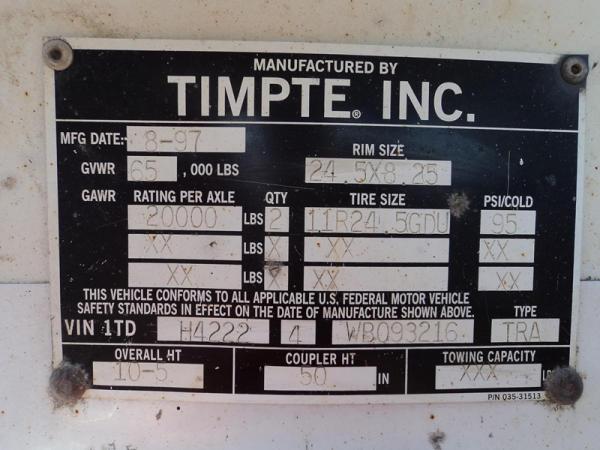 MANUFACTURED BY
TIMPTE® INC.
MFG DATE: 8-97
RIM SIZE
GVWR 65 ,000 LBS 24.5X8.25
GAWR RATING PER AXLE QTY TIRE SIZE PSI/COLD
20000 LBS 2 11R24.5GDU 95
XX LBS X XX XX
XX LBS X XX XX
THIS VEHICLE CONFORMS TO ALL APPLICABLE U.S. FEDERAL MOTOR VEHICLE
SAFETY STANDARDS IN EFFECT ON THE DATE OF MANUFACTURE SHOWN ABOVE. TYPE
VIN 1TD H4222 4 WB093216 TRA
OVERALL HT COUPLER HT TOWING CAPACITY
10-5 50 IN XXX
P/N 035-31513